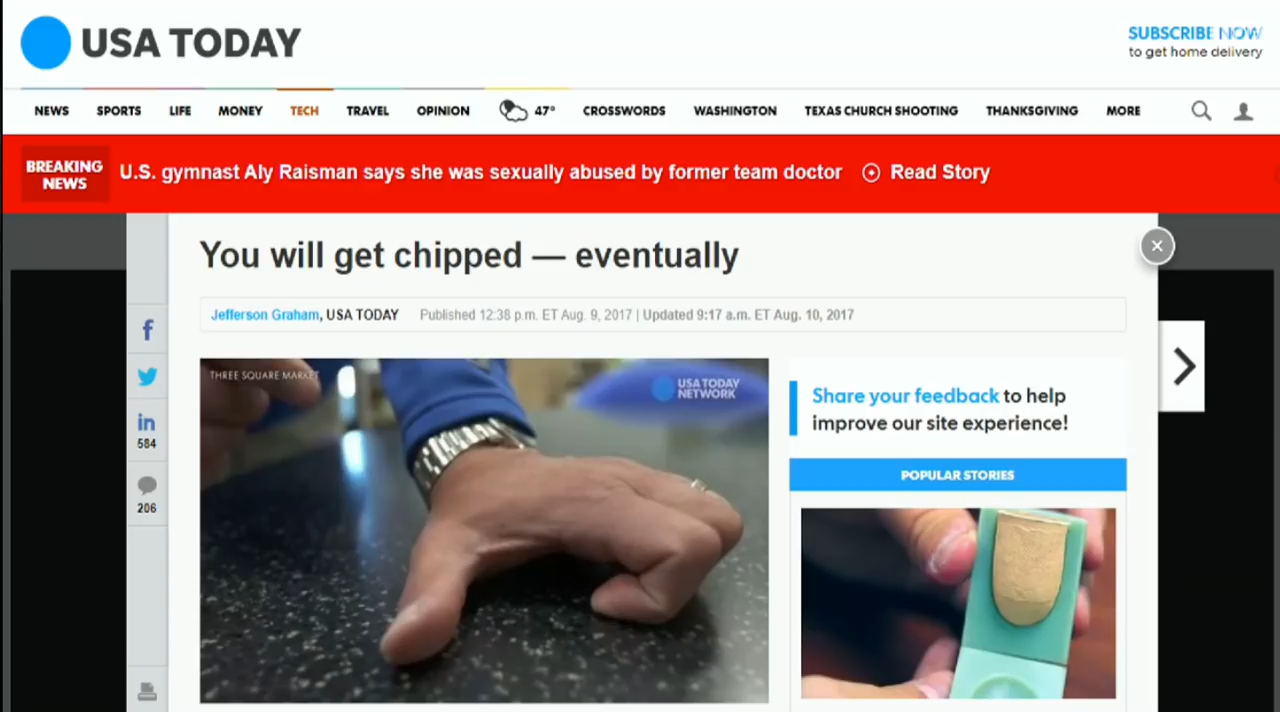 USA TODAY
SUBSCRIBE NOW
to get home delivery
NEWS SPORTS LIFE MONEY TECH TRAVEL OPINION 47° CROSSWORDS WASHINGTON TEXAS CHURCH SHOOTING THANKSGIVING MORE
BREAKING
NEWS
U.S. gymnast Aly Raisman says she was sexually abused by former team doctor Read Story
You will get chipped — eventually
Jefferson Graham, USA TODAY Published 12:38 p.m. ET Aug. 9, 2017 | Updated 9:17 a.m. ET Aug. 10, 2017
THREE SQUARE MARKET
USA TODAY
NETWORK
584
206
Share your feedback to help
improve our site experience!
POPULAR STORIES